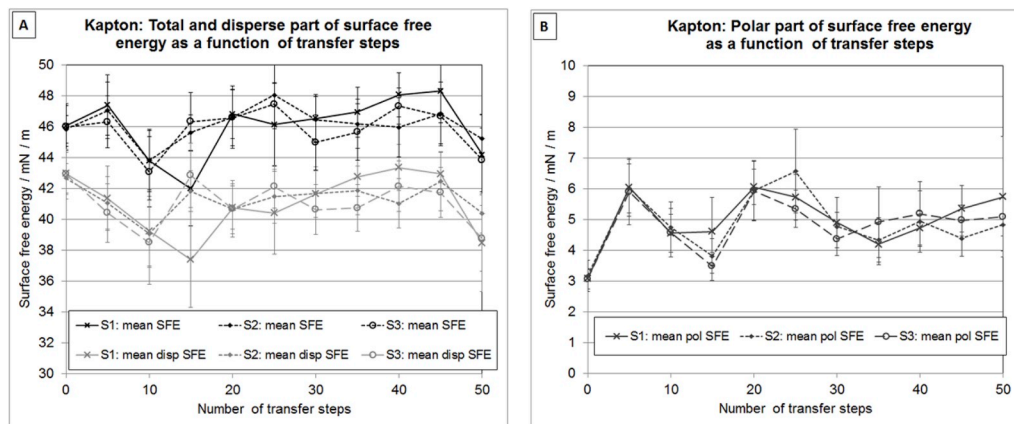 A
Kapton: Total and disperse part of surface free
energy as a function of transfer steps
Surface free energy / mN / m
50
48
46
44
42
40
38
36
34
32
30
S1: mean SFE
S2: mean SFE
S3: mean SFE
S1: mean disp SFE
S2: mean disp SFE
S3: mean disp SFE
0
10
20
30
40
50
Number of transfer steps
B
Kapton: Polar part of surface free energy
as a function of transfer steps
Surface free energy / mN / m
10
9
8
7
6
5
4
3
2
1
0
S1: mean pol SFE
S2: mean pol SFE
S3: mean pol SFE
0
10
20
30
40
50
Number of transfer steps